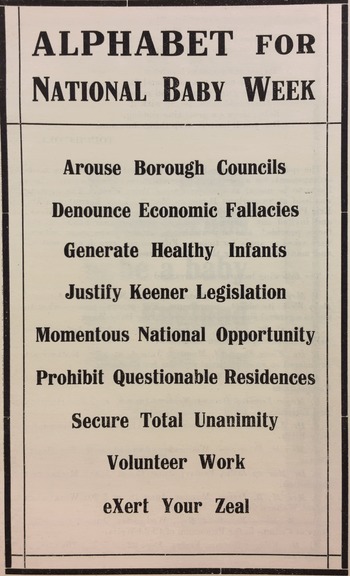 ALPHABET FOR
NATIONAL BABY WEEK
Arouse Borough Councils
Denounce Economic Fallacies
Generate Healthy Infants
Justify Keener Legislation
Momentous National Opportunity
Prohibit Questionable Residences
Secure Total Unanimity
Volunteer Work
eXert Your Zeal